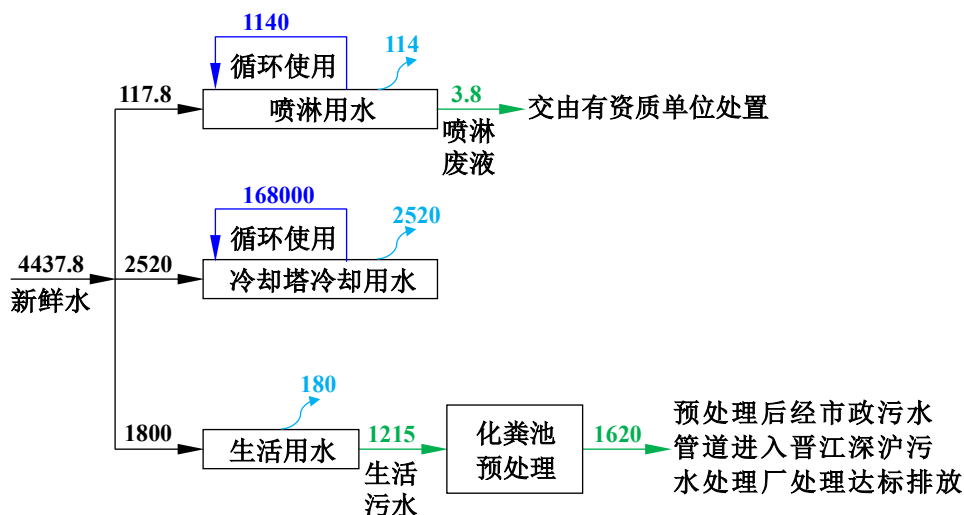 1140
循环使用
114
117.8
喷淋用水
3.8
喷淋
废液
交由有资质单位处置
168000
循环使用
2520
4437.8
新鲜水
2520
冷却塔冷却用水
180
1800
生活用水
1215
生活
污水
化粪池
预处理
1620
预处理后经市政污水
管道进入晋江深沪污
水处理厂处理达标排放